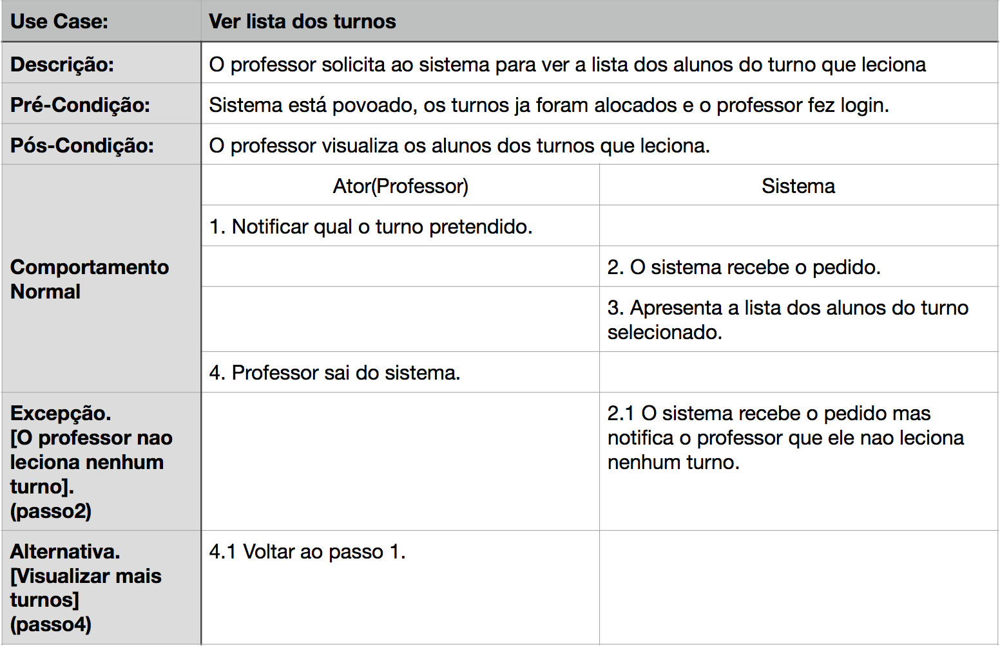 Use Case:
Ver lista dos turnos
Descrição:
O professor solicita ao sistema para ver a lista dos alunos do turno que leciona
Pré-Condição:
Sistema está povoado, os turnos ja foram alocados e o professor fez login.
Pós-Condição:
O professor visualiza os alunos dos turnos que leciona.
Comportamento
Normal
Ator(Professor)
Sistema
1. Notificar qual o turno pretendido.
2. O sistema recebe o pedido.
3. Apresenta a lista dos alunos do turno
selecionado.
4. Professor sai do sistema.
Excepção.
[O professor nao
leciona nenhum
turno].
(passo2)
2.1 O sistema recebe o pedido mas
notifica o professor que ele nao leciona
nenhum turno.
Alternativa.
[Visualizar mais
turnos]
(passo4)
4.1 Voltar ao passo 1.